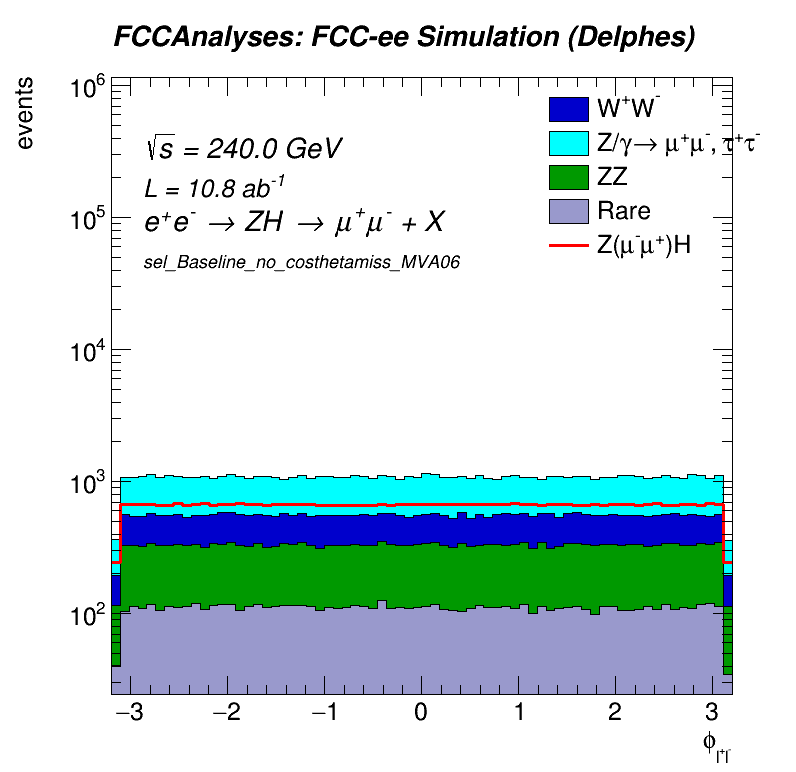 FCCAnalyses: FCC-ee Simulation (Delphes)
events
10⁶
10⁵
10⁴
10³
10²
√s = 240.0 GeV
L = 10.8 ab⁻¹
e⁺e⁻ → ZH → μ⁺μ⁻ + X
sel_Baseline_no_costhetamiss_MVA06
W⁺W⁻
Z/γ→ μ⁺μ⁻, τ⁺τ⁻
ZZ
Rare
Z(μ⁻μ⁺)H
−3 −2 −1 0 1 2 3
ϕ_l⁺l⁻